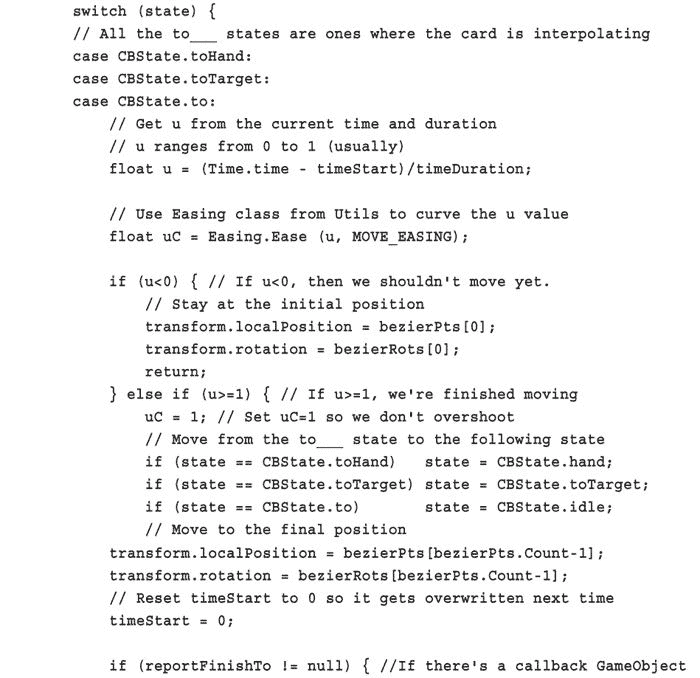 switch (state) {
// All the to___ states are ones where the card is interpolating
case CBState.toHand:
case CBState.toTarget:
case CBState.to:
// Get u from the current time and duration
// u ranges from 0 to 1 (usually)
float u = (Time.time - timeStart)/timeDuration;
// Use Easing class from Utils to curve the u value
float uC = Easing.Ease (u, MOVE_EASING);
if (u<0) { // If u<0, then we shouldn't move yet.
// Stay at the initial position
transform.localPosition = bezierPts[0];
transform.rotation = bezierRots[0];
return;
} else if (u>=1) { // If u>=1, we're finished moving
uC = 1; // Set uC=1 so we don't overshoot
// Move from the to___ state to the following state
if (state == CBState.toHand)   state = CBState.hand;
if (state == CBState.toTarget) state = CBState.toTarget;
if (state == CBState.to)       state = CBState.idle;
// Move to the final position
transform.localPosition = bezierPts[bezierPts.Count-1];
transform.rotation = bezierRots[bezierPts.Count-1];
// Reset timeStart to 0 so it gets overwritten next time
timeStart = 0;
if (reportFinishTo != null) { //If there's a callback GameObject